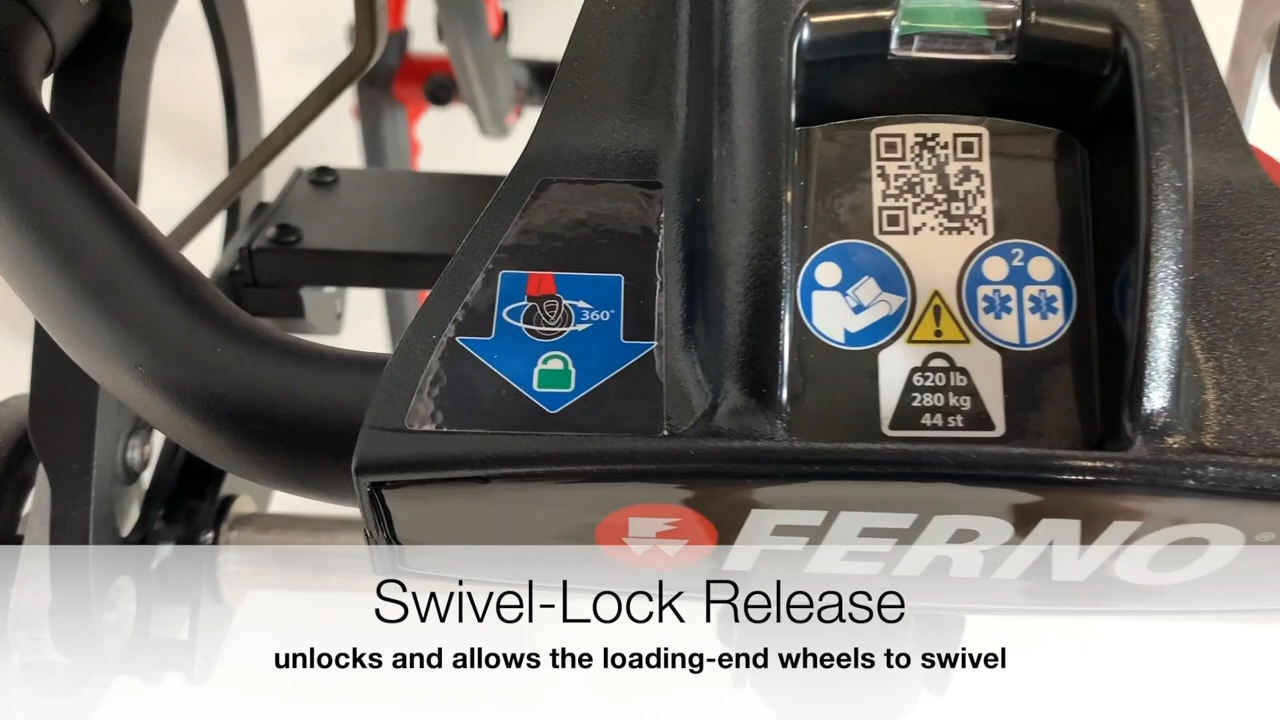 2
360°
620 lb
280 kg
44 st
FERNO®
Swivel-Lock Release
unlocks and allows the loading-end wheels to swivel